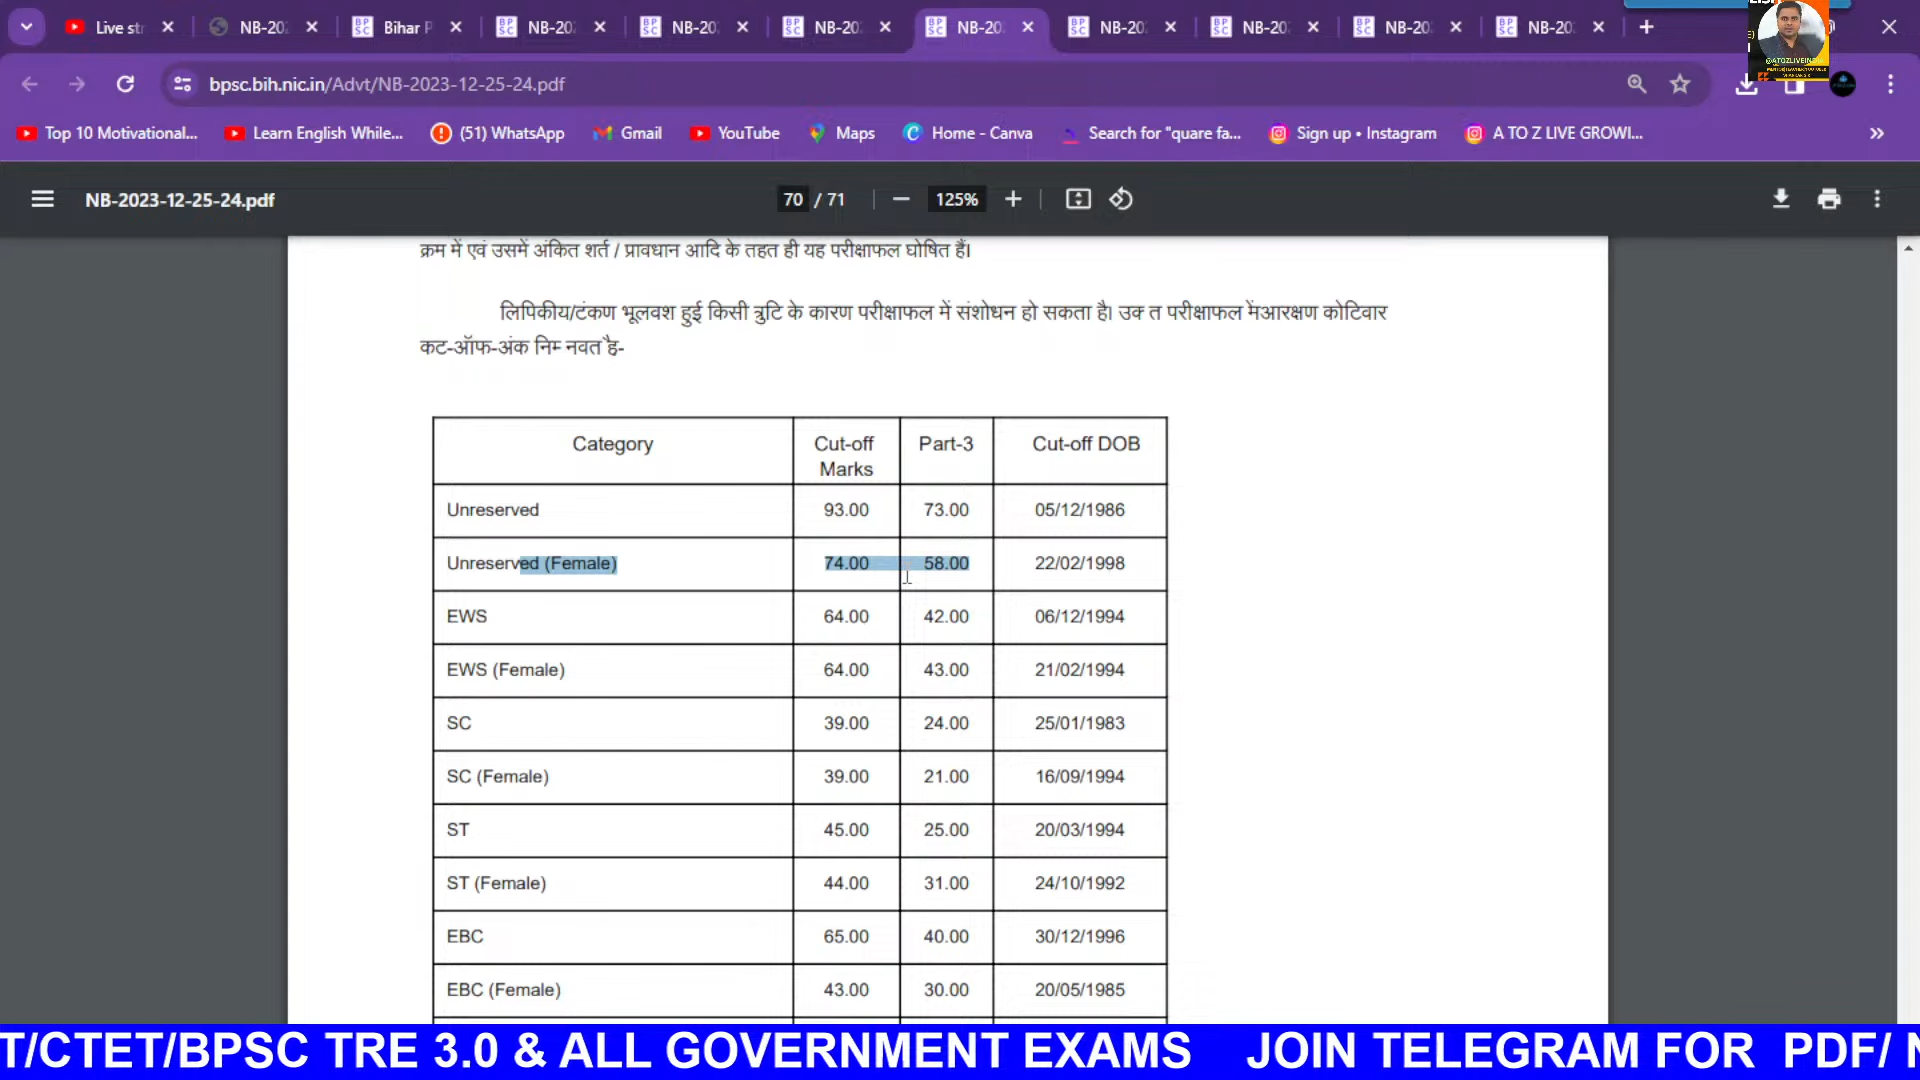 Live str
NB-202
Bihar P
NB-202
NB-202
NB-202
NB-202
NB-202
NB-202
NB-202
NB-202
bpsc.bih.nic.in/Advt/NB-2023-12-25-24.pdf
@ATOZLIVEINDIA
Top 10 Motivational...
Learn English While...
(51) WhatsApp
Gmail
YouTube
Maps
Home - Canva
Search for "quare fa...
Sign up • Instagram
A TO Z LIVE GROWI...
NB-2023-12-25-24.pdf
70 / 71
125%
क्रम में एवं उसमें अंकित शर्त / प्रावधान आदि के तहत ही यह परीक्षाफल घोषित हैं।
लिपिकीय/टंकण भूलवश हुई किसी त्रुटि के कारण परीक्षाफल में संशोधन हो सकता है। उक्‍ त परीक्षाफल मेंआरक्षण कोटिवार
कट-ऑफ-अंक निम्‍ नवत है-
Category Cut-off Marks Part-3 Cut-off DOB
Unreserved 93.00 73.00 05/12/1986
Unreserved (Female) 74.00 58.00 22/02/1998
EWS 64.00 42.00 06/12/1994
EWS (Female) 64.00 43.00 21/02/1994
SC 39.00 24.00 25/01/1983
SC (Female) 39.00 21.00 16/09/1994
ST 45.00 25.00 20/03/1994
ST (Female) 44.00 31.00 24/10/1992
EBC 65.00 40.00 30/12/1996
EBC (Female) 43.00 30.00 20/05/1985
T/CTET/BPSC TRE 3.0 & ALL GOVERNMENT EXAMS JOIN TELEGRAM FOR PDF/ N